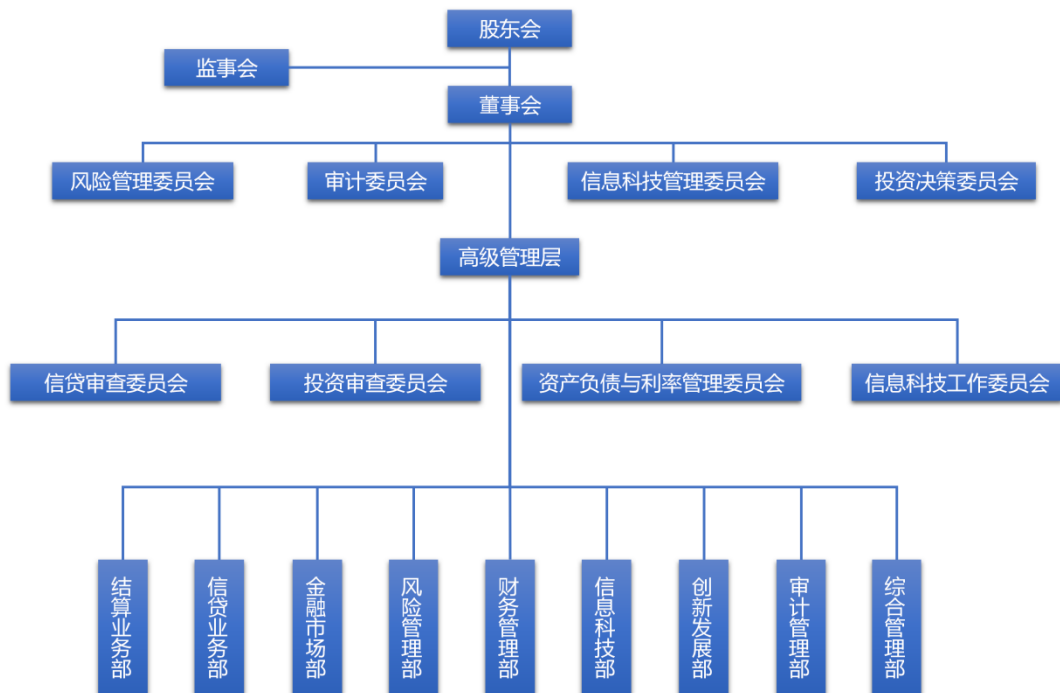 股东会
监事会
董事会
风险管理委员会
审计委员会
信息科技管理委员会
投资决策委员会
高级管理层
信贷审查委员会
投资审查委员会
资产负债与利率管理委员会
信息科技工作委员会
结算业务部
信贷业务部
金融市场部
风险管理部
财务管理部
信息科技部
创新发展部
审计管理部
综合管理部